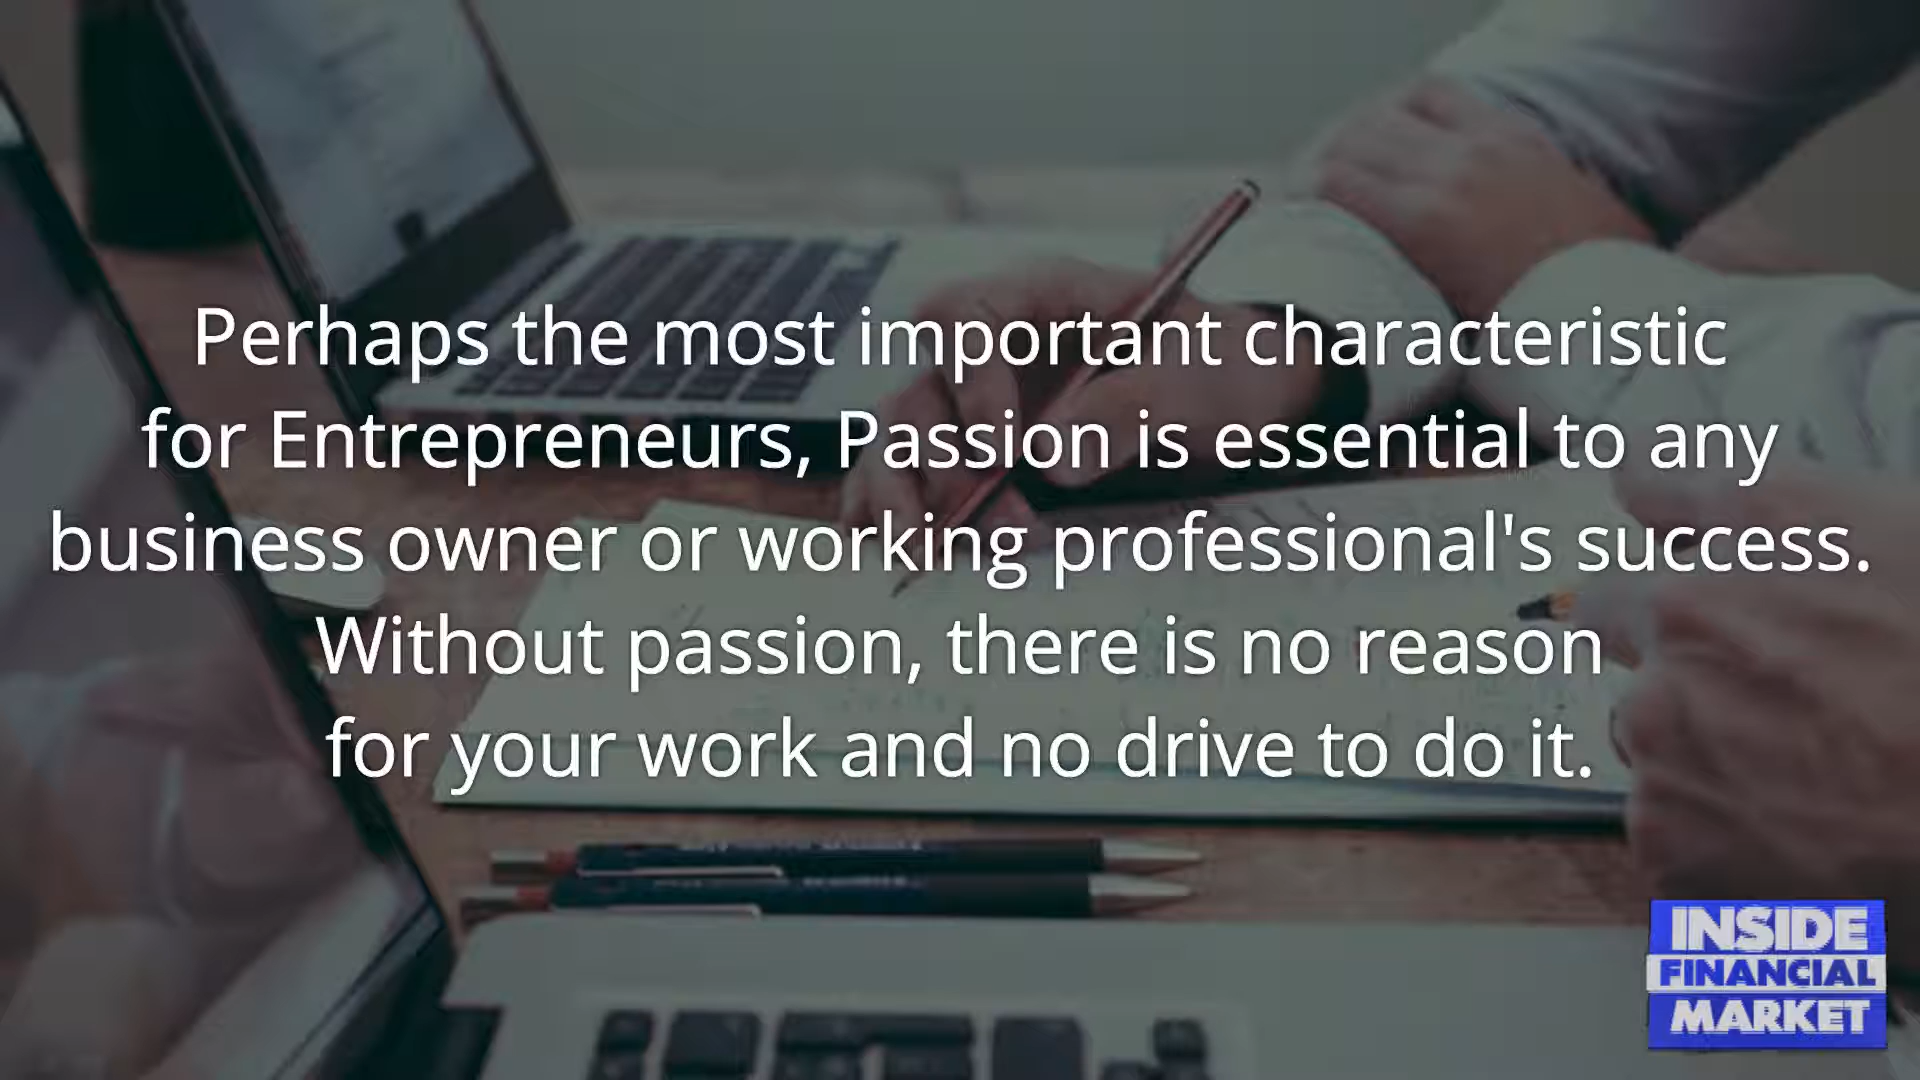 Perhaps the most important characteristic
for Entrepreneurs, Passion is essential to any
business owner or working professional's success.
Without passion, there is no reason
for your work and no drive to do it.
INSIDE
FINANCIAL
MARKET